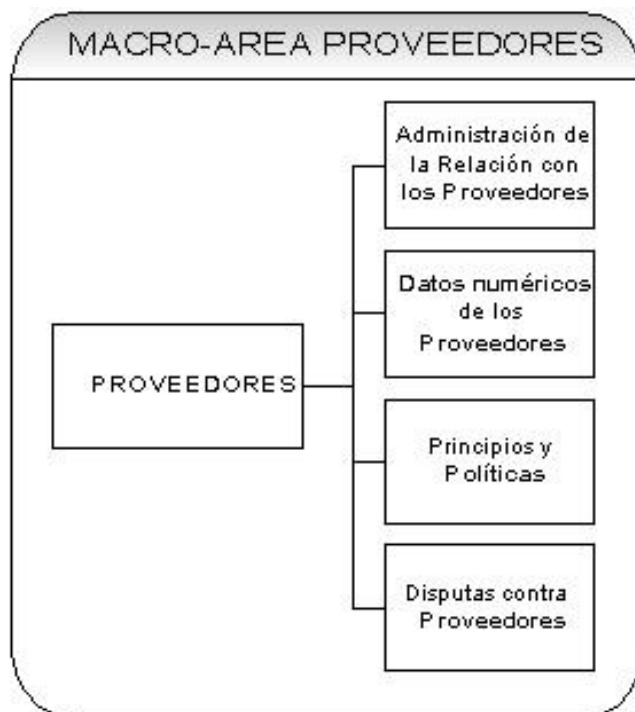 MACRO-AREA PROVEEDORES
Administración de
la Relación con
los Proveedores
Datos numéricos
de los
Proveedores
PROVEEDORES
Principios y
Políticas
Disputas contra
Proveedores